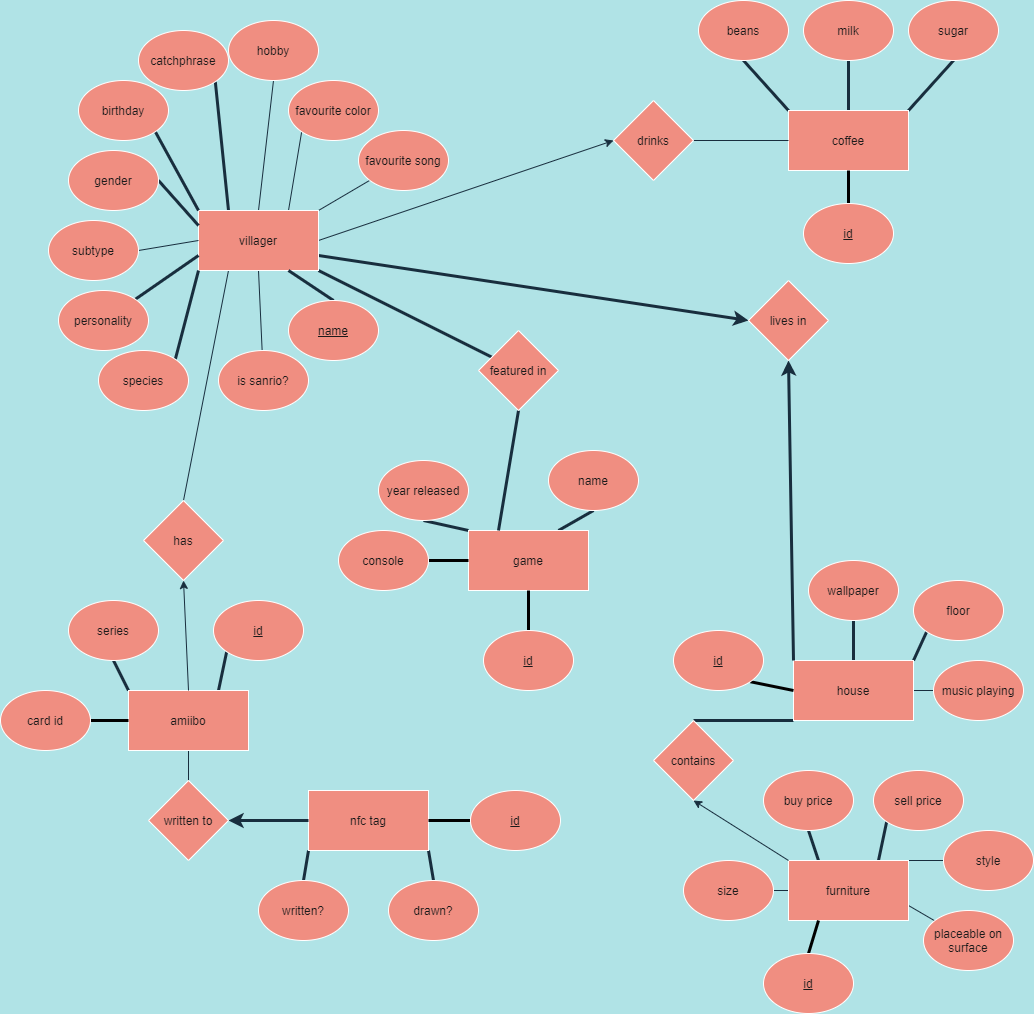 beans
milk
sugar
hobby
catchphrase
birthday
favourite color
favourite song
drinks
coffee
gender
id
villager
subtype
personality
name
lives in
species
is sanrio?
featured in
year released
name
has
console
game
wallpaper
floor
series
id
id
id
house
music playing
card id
amiibo
contains
buy price
sell price
written to
nfc tag
id
style
size
furniture
written?
drawn?
placeable on
surface
id